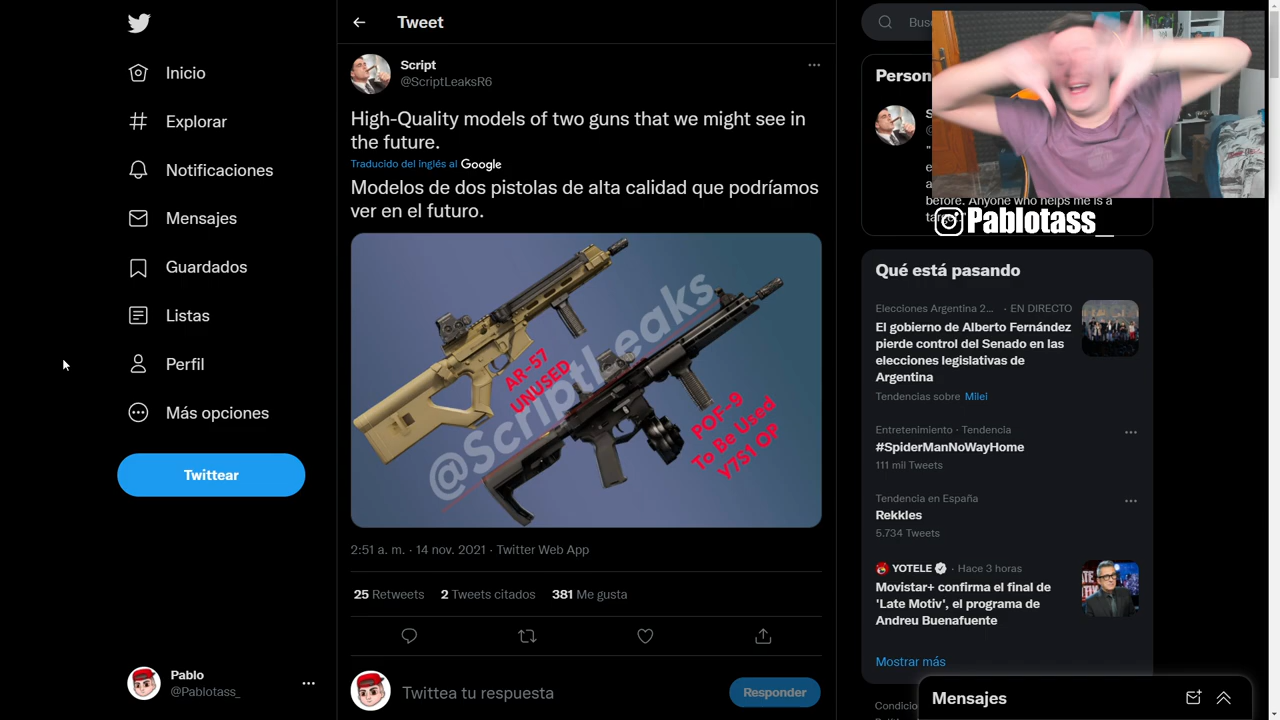 Inicio
Explorar
Notificaciones
Mensajes
Guardados
Listas
Perfil
Más opciones
Twittear
Pablo
@Pablotass_
Tweet
Script
@ScriptLeaksR6
High-Quality models of two guns that we might see in
the future.
Traducido del inglés al Google
Modelos de dos pistolas de alta calidad que podríamos
ver en el futuro.
@ScriptLeaks
AR-57
UNUSED
POF-9
To Be Used
Y7S1 OP
2:51 a. m. · 14 nov. 2021 · Twitter Web App
25 Retweets 2 Tweets citados 381 Me gusta
Twittea tu respuesta
Responder
Bus
Person
S
@
"
e
a
before. Anyone who helps me is a
Pablotass_
Qué está pasando
Elecciones Argentina 2... · EN DIRECTO
El gobierno de Alberto Fernández
pierde control del Senado en las
elecciones legislativas de
Argentina
Tendencias sobre Milei
Entretenimiento · Tendencia
#SpiderManNoWayHome
111 mil Tweets
Tendencia en España
Rekkles
5.734 Tweets
YOTELE · Hace 3 horas
Movistar+ confirma el final de
'Late Motiv', el programa de
Andreu Buenafuente
Mostrar más
Condicio
Mensajes